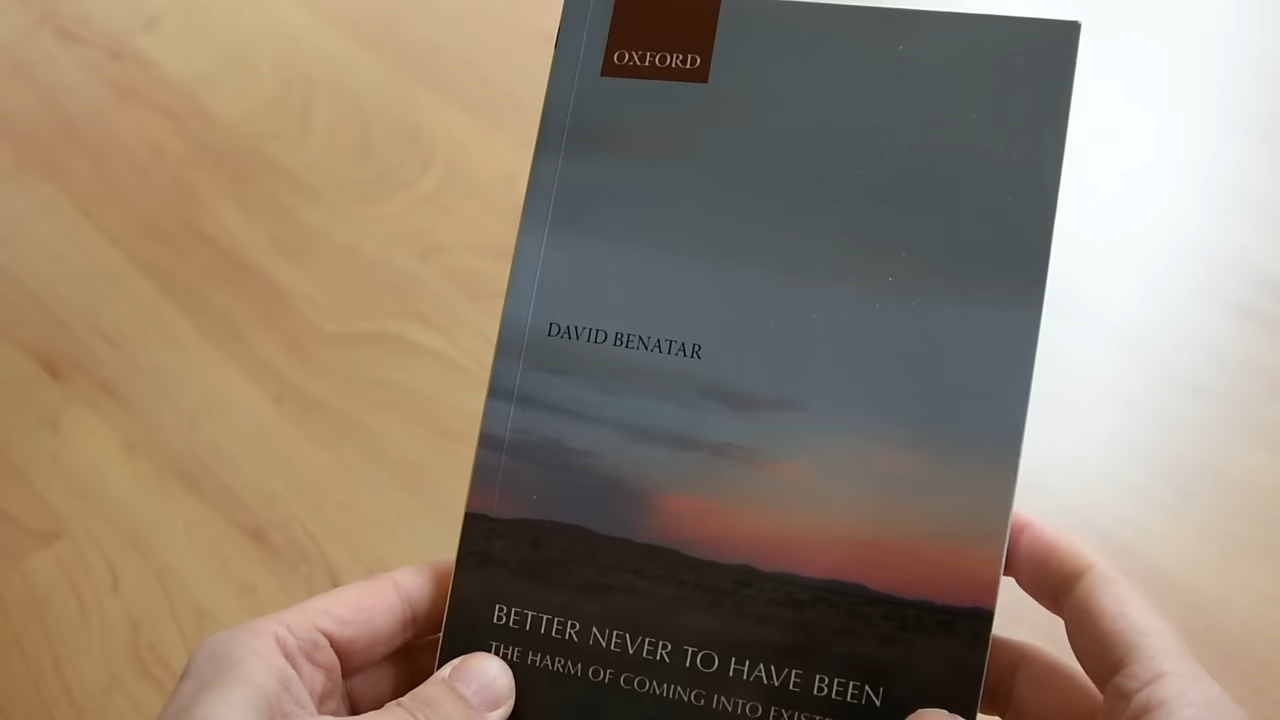 OXFORD
DAVID BENATAR
BETTER NEVER TO HAVE BEEN
THE HARM OF COMING INTO